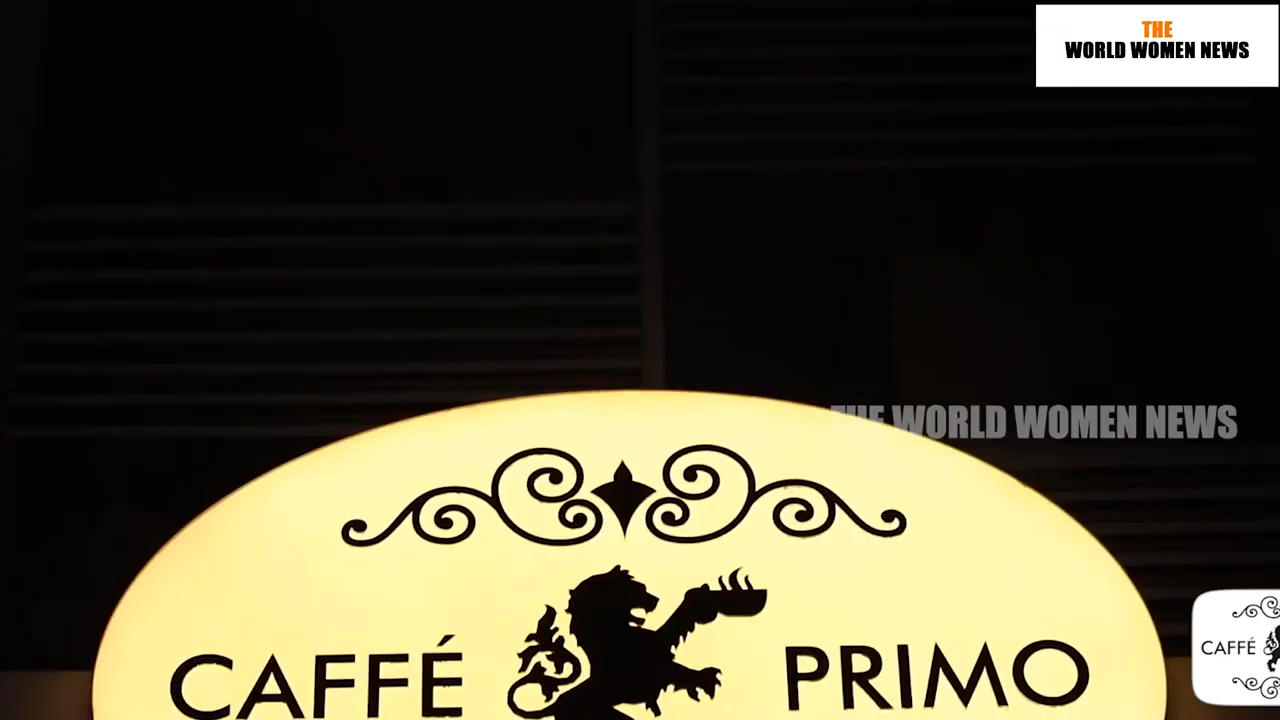 THE
WORLD WOMEN NEWS
THE WORLD WOMEN NEWS
CAFFÉ PRIMO
CAFFÉ